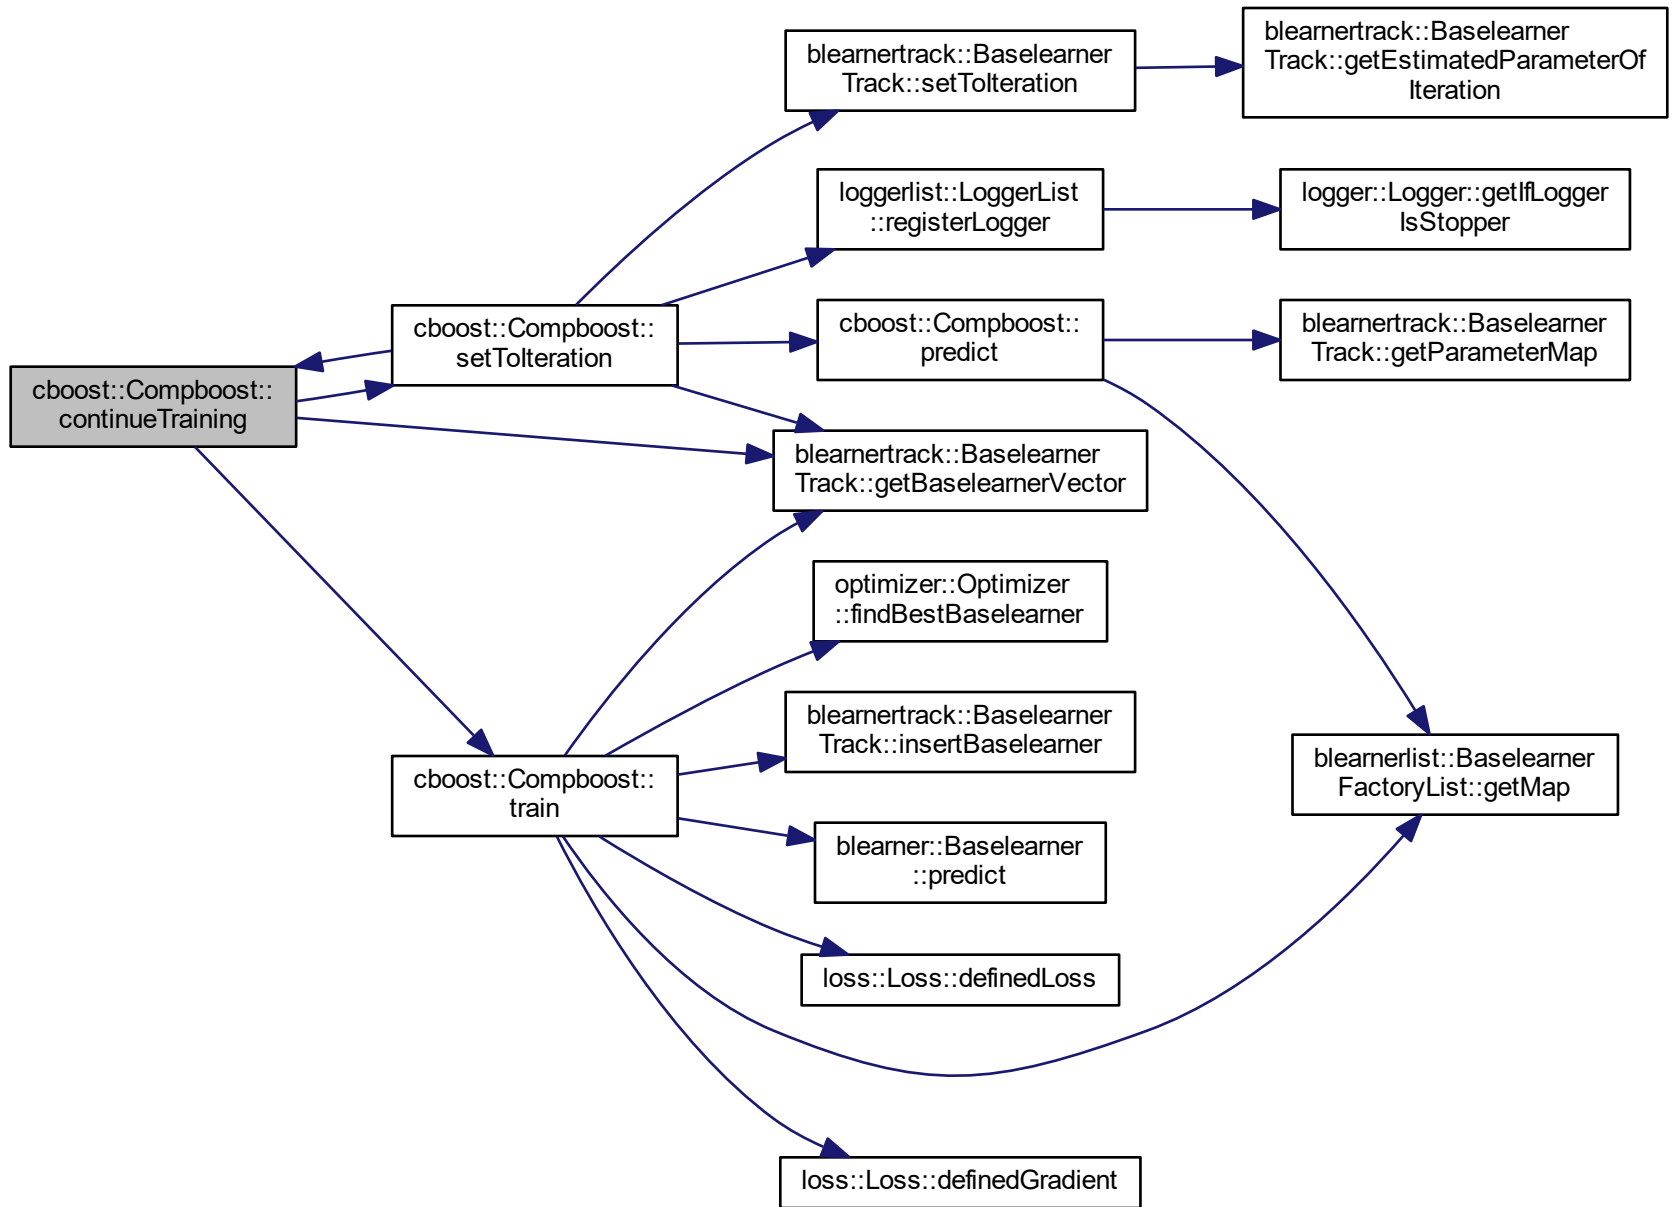 blearnertrack::Baselearner
Track::setToIteration
blearnertrack::Baselearner
Track::getEstimatedParameterOf
Iteration
loggerlist::LoggerList
::registerLogger
logger::Logger::getIfLogger
IsStopper
cboost::Compboost::
setToIteration
cboost::Compboost::
predict
blearnertrack::Baselearner
Track::getParameterMap
cboost::Compboost::
continueTraining
blearnertrack::Baselearner
Track::getBaselearnerVector
optimizer::Optimizer
::findBestBaselearner
blearnertrack::Baselearner
Track::insertBaselearner
cboost::Compboost::
train
blearnerlist::Baselearner
FactoryList::getMap
blearner::Baselearner
::predict
loss::Loss::definedLoss
loss::Loss::definedGradient